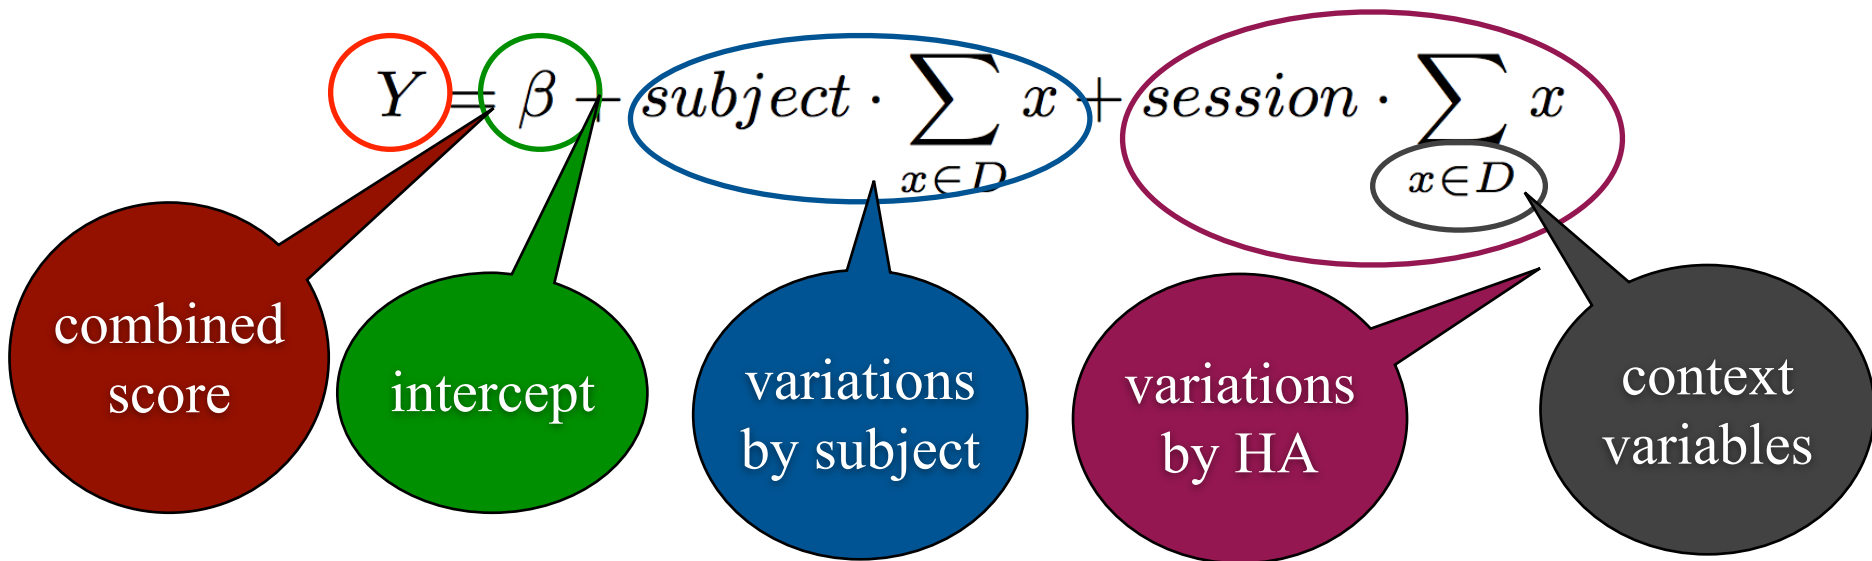 Y = β + subject · ∑ x + session · ∑ x
x∈D x∈D
combined
score
intercept
variations
by subject
variations
by HA
context
variables